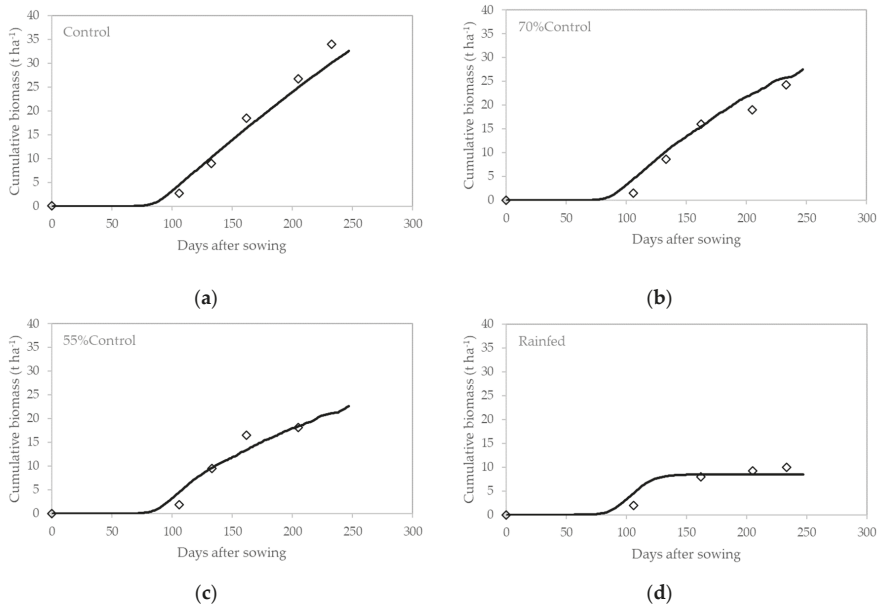 Control
Cumulative biomass (t ha-1)
40
35
30
25
20
15
10
5
0
0 50 100 150 200 250 300
Days after sowing
(a)
70%Control
Cumulative biomass (t ha-1)
40
35
30
25
20
15
10
5
0
0 50 100 150 200 250 300
Days after sowing
(b)
55%Control
Cumulative biomass (t ha-1)
40
35
30
25
20
15
10
5
0
0 50 100 150 200 250 300
Days after sowing
(c)
Rainfed
Cumulative biomass (t ha-1)
40
35
30
25
20
15
10
5
0
0 50 100 150 200 250 300
Days after sowing
(d)